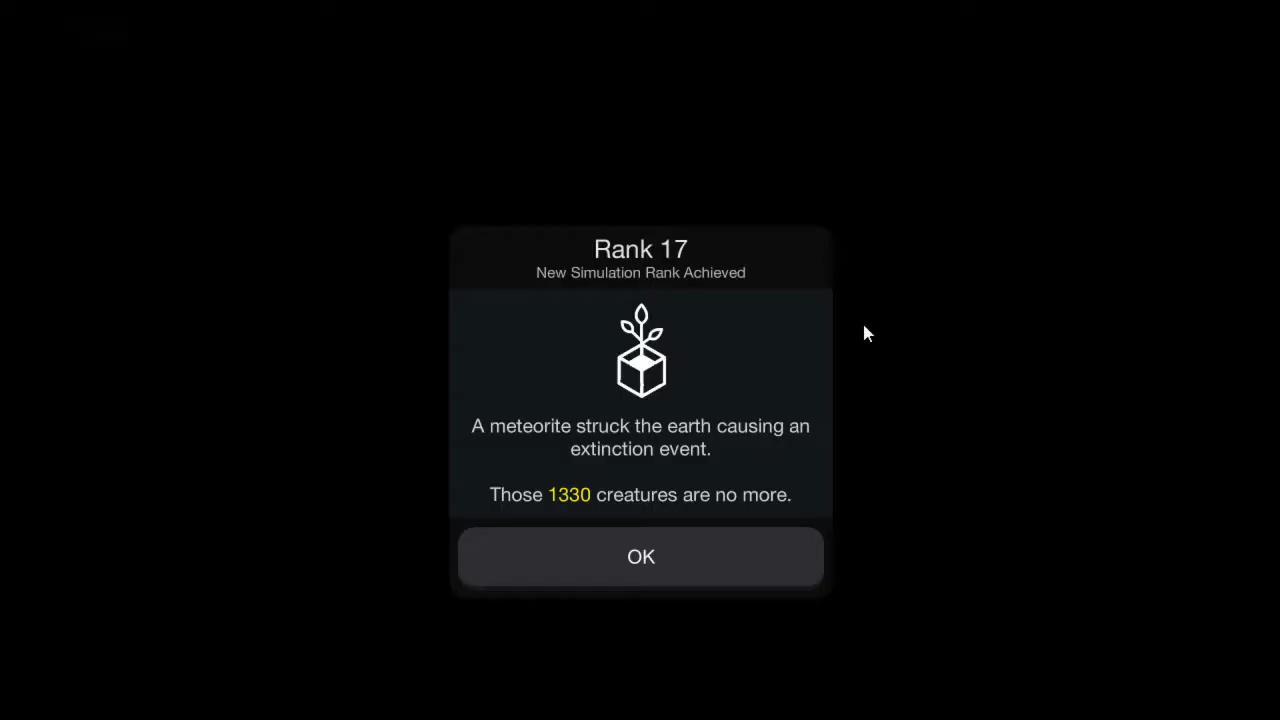 Rank 17
New Simulation Rank Achieved
A meteorite struck the earth causing an
extinction event.
Those 1330 creatures are no more.
OK